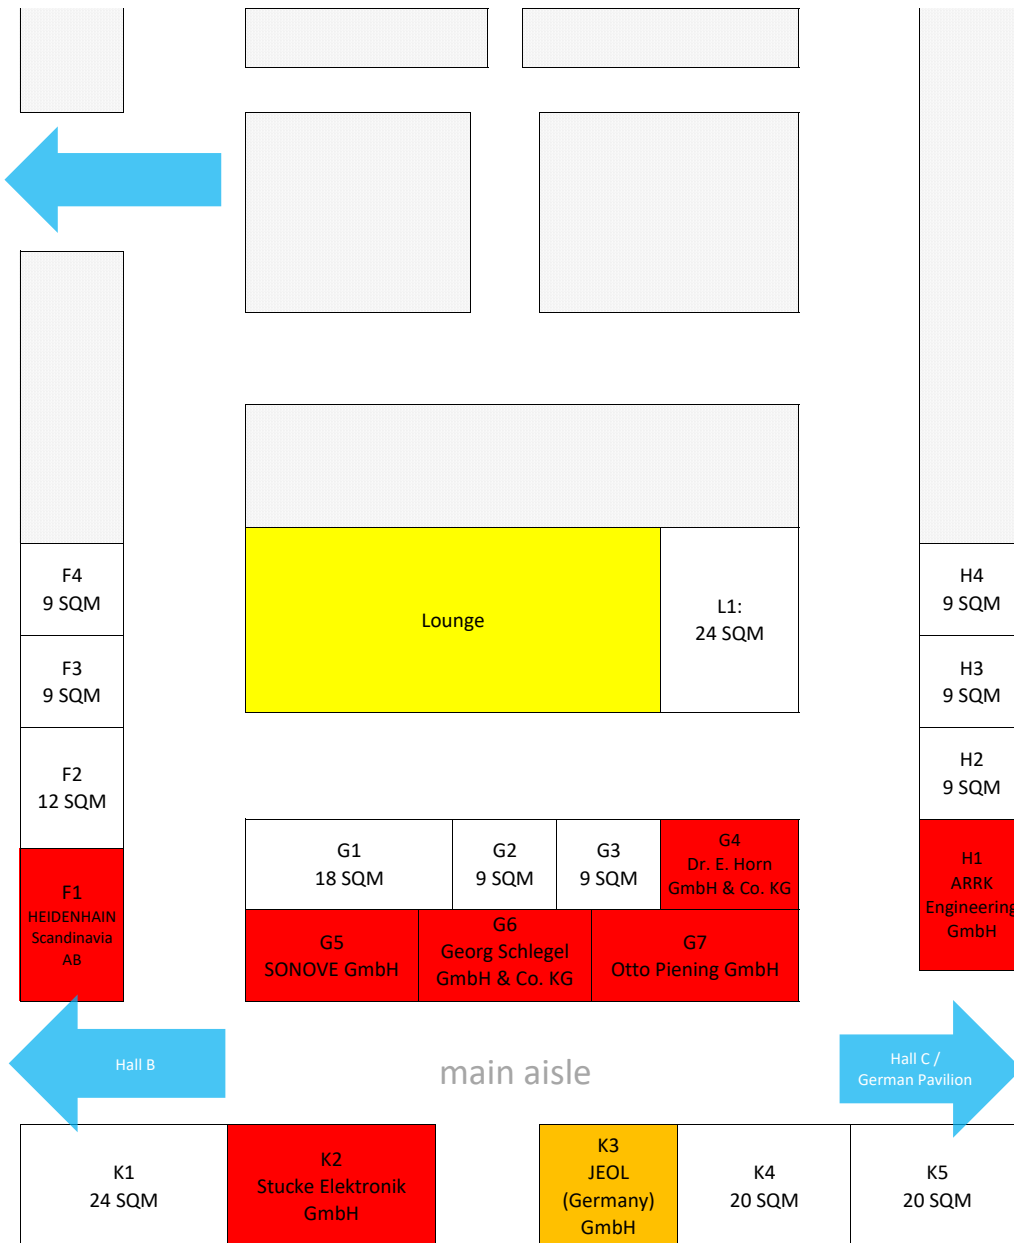 F4
9 SQM
F3
9 SQM
F2
12 SQM
F1
HEIDENHAIN
Scandinavia
AB
Lounge
L1:
24 SQM
H4
9 SQM
H3
9 SQM
H2
9 SQM
H1
ARRK
Engineering
GmbH
G1
18 SQM
G2
9 SQM
G3
9 SQM
G4
Dr. E. Horn
GmbH & Co. KG
G5
SONOVE GmbH
G6
Georg Schlegel
GmbH & Co. KG
G7
Otto Piening GmbH
Hall B
main aisle
Hall C /
German Pavilion
K1
24 SQM
K2
Stucke Elektronik
GmbH
K3
JEOL
(Germany)
GmbH
K4
20 SQM
K5
20 SQM